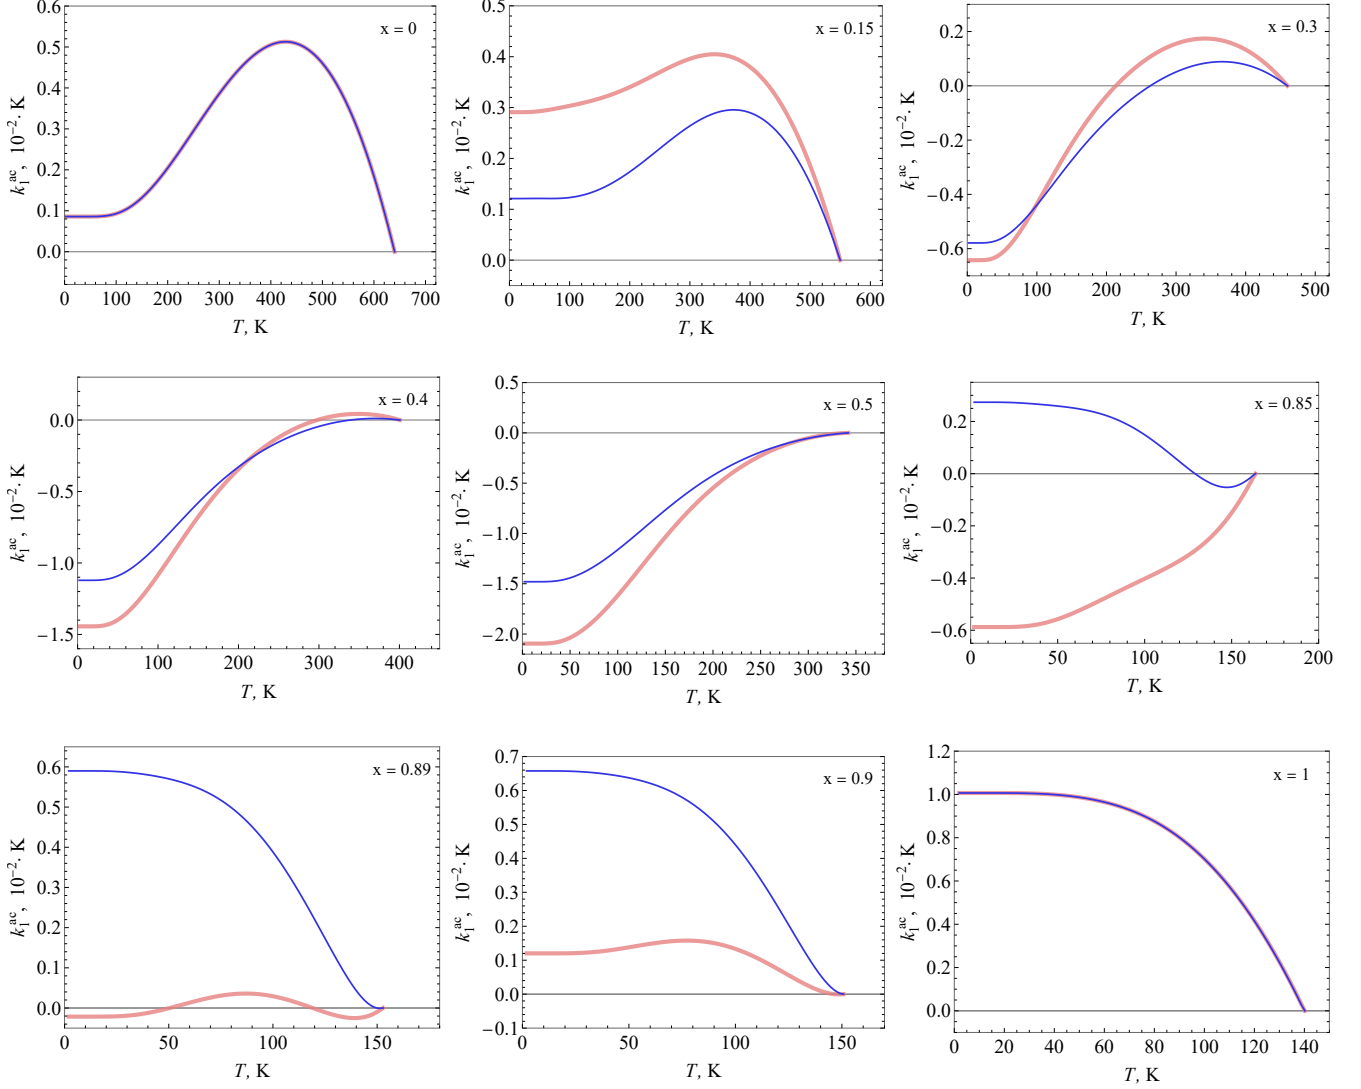 x = 0
k₁ᵃᶜ, 10⁻²· K
0.6
0.5
0.4
0.3
0.2
0.1
0.0
0 100 200 300 400 500 600 700
T, K
x = 0.15
k₁ᵃᶜ, 10⁻²· K
0.5
0.4
0.3
0.2
0.1
0.0
0 100 200 300 400 500 600
T, K
x = 0.3
k₁ᵃᶜ, 10⁻²· K
0.2
0.0
−0.2
−0.4
−0.6
0 100 200 300 400 500
T, K
x = 0.4
k₁ᵃᶜ, 10⁻²· K
0.0
−0.5
−1.0
−1.5
0 100 200 300 400
T, K
x = 0.5
k₁ᵃᶜ, 10⁻²· K
0.5
0.0
−0.5
−1.0
−1.5
−2.0
0 50 100 150 200 250 300 350
T, K
x = 0.85
k₁ᵃᶜ, 10⁻²· K
0.2
0.0
−0.2
−0.4
−0.6
0 50 100 150 200
T, K
x = 0.89
k₁ᵃᶜ, 10⁻²· K
0.6
0.5
0.4
0.3
0.2
0.1
0.0
0 50 100 150
T, K
x = 0.9
k₁ᵃᶜ, 10⁻²· K
0.7
0.6
0.5
0.4
0.3
0.2
0.1
0.0
−0.1
0 50 100 150
T, K
x = 1
k₁ᵃᶜ, 10⁻²· K
1.2
1.0
0.8
0.6
0.4
0.2
0.0
0 20 40 60 80 100 120 140
T, K